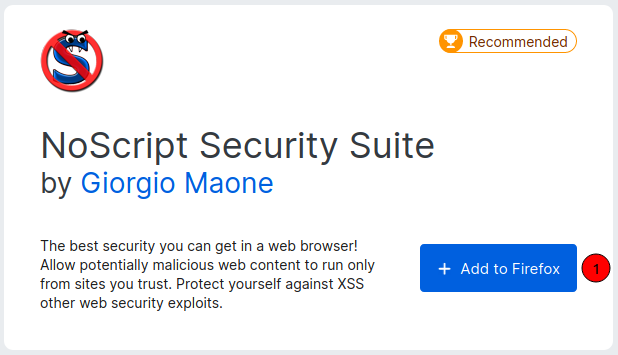 Recommended
NoScript Security Suite
by Giorgio Maone
The best security you can get in a web browser!
Allow potentially malicious web content to run only
from sites you trust. Protect yourself against XSS
other web security exploits.
+ Add to Firefox
1